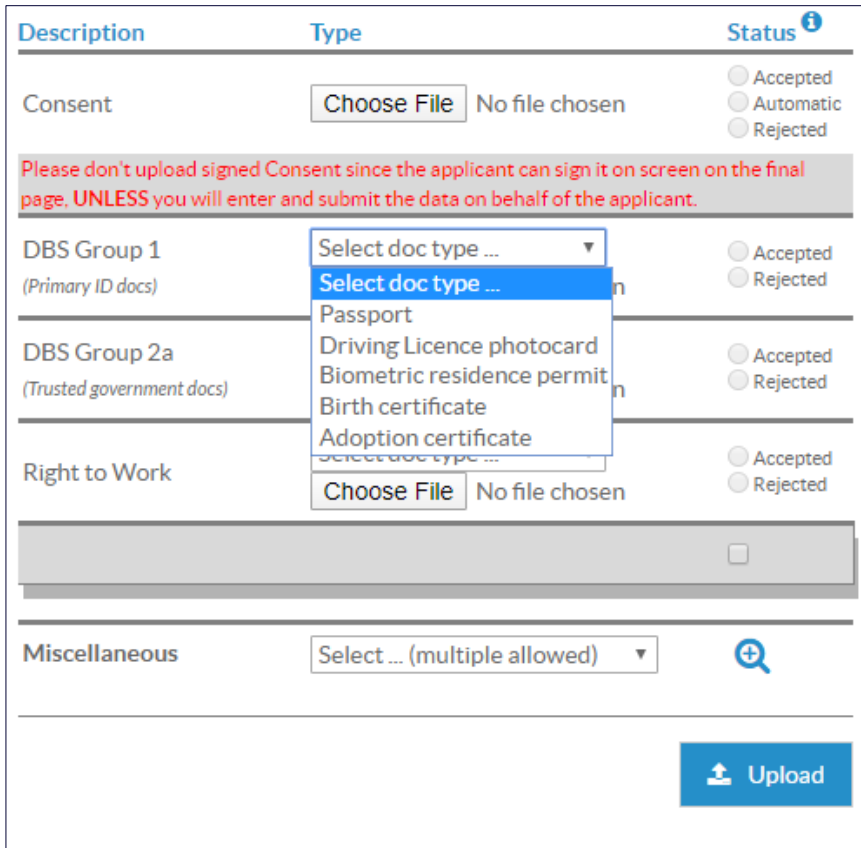 Description Type Status
Consent Choose File No file chosen
Accepted
Automatic
Rejected
Please don't upload signed Consent since the applicant can sign it on screen on the final
page, UNLESS you will enter and submit the data on behalf of the applicant.
DBS Group 1
(Primary ID docs)
Select doc type ...
Accepted
Rejected
Select doc type ...
Passport
Driving Licence photocard
Biometric residence permit
Birth certificate
Adoption certificate
n
DBS Group 2a
(Trusted government docs)
n
Accepted
Rejected
Right to Work
Select doc type ...
Choose File No file chosen
Accepted
Rejected
Miscellaneous Select ... (multiple allowed)
Upload